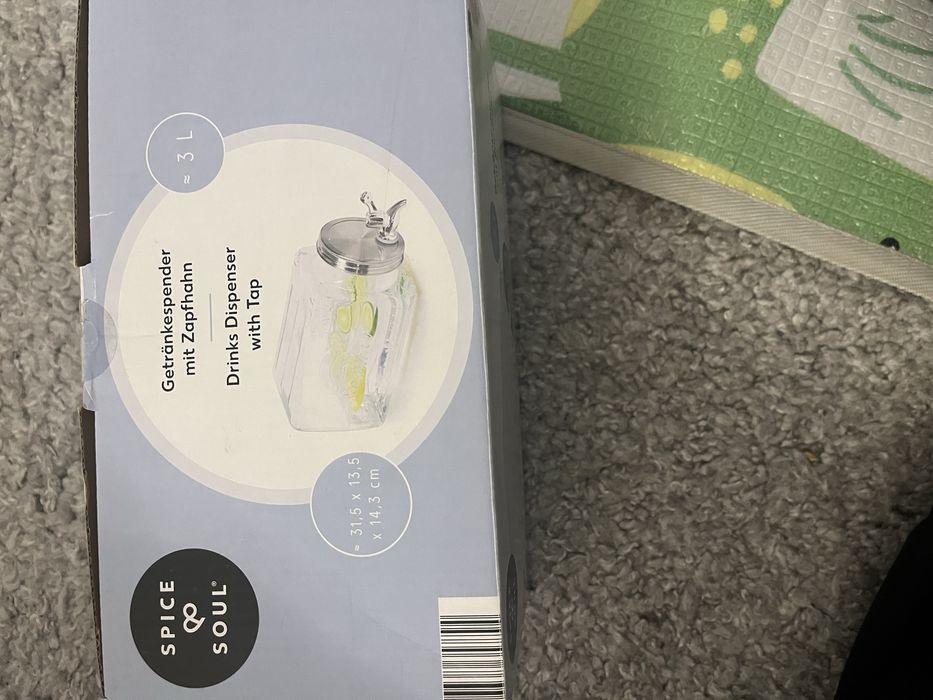 SPICE
&
SOUL®
Getränkespender
mit Zapfhahn
Drinks Dispenser
with Tap
≈ 3 L
≈ 31,5 x 13,5
x 14,3 cm